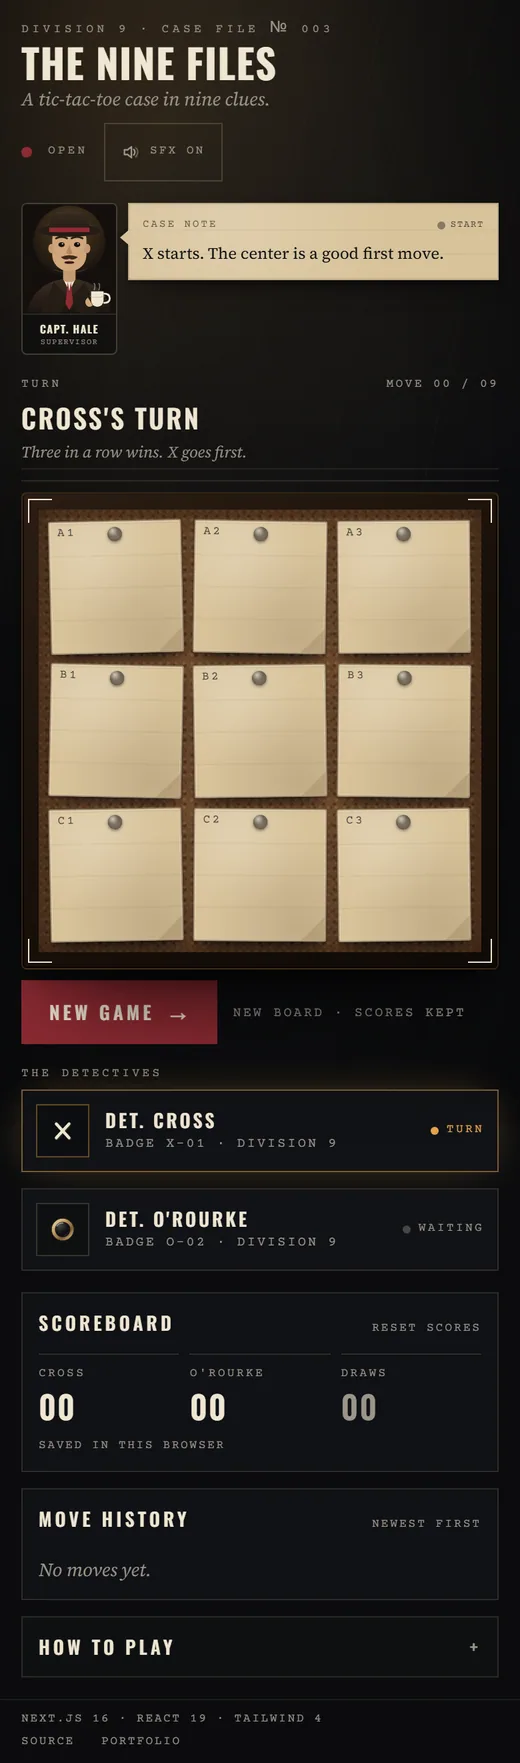 DIVISION 9 · CASE FILE № 003
THE NINE FILES
A tic-tac-toe case in nine clues.
OPEN
SFX ON
CASE NOTE
START
X starts. The center is a good first move.
CAPT. HALE
SUPERVISOR
TURN
MOVE 00 / 09
CROSS'S TURN
Three in a row wins. X goes first.
A1
A2
A3
B1
B2
B3
C1
C2
C3
NEW GAME →
NEW BOARD · SCORES KEPT
THE DETECTIVES
DET. CROSS
BADGE X-01 · DIVISION 9
TURN
DET. O'ROURKE
BADGE O-02 · DIVISION 9
WAITING
SCOREBOARD
RESET SCORES
CROSS
O'ROURKE
DRAWS
00
00
00
SAVED IN THIS BROWSER
MOVE HISTORY
NEWEST FIRST
No moves yet.
HOW TO PLAY
+
NEXT.JS 16 · REACT 19 · TAILWIND 4
SOURCE
PORTFOLIO